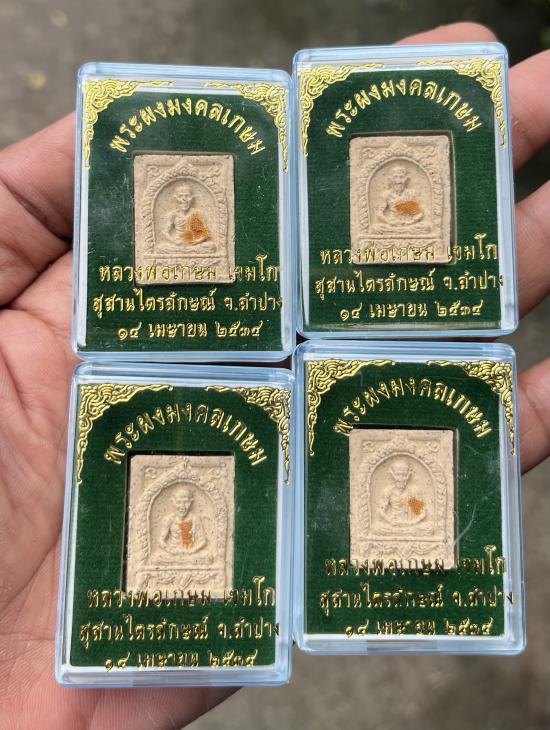 พระผงมงคลเกษม
หลวงพ่อเกษม เขมโก
สุสานไตรลักษณ์ จ.ลำปาง
๑๔ เมษายน ๒๕๓๔
พระผงมงคลเกษม
หลวงพ่อเกษม เขมโก
สุสานไตรลักษณ์ จ.ลำปาง
๑๔ เมษายน ๒๕๓๔
พระผงมงคลเกษม
หลวงพ่อเกษม เขมโก
สุสานไตรลักษณ์ จ.ลำปาง
๑๔ เมษายน ๒๕๓๔
พระผงมงคลเกษม
หลวงพ่อเกษม เขมโก
สุสานไตรลักษณ์ จ.ลำปาง
๑๔ เมษายน ๒๕๓๔